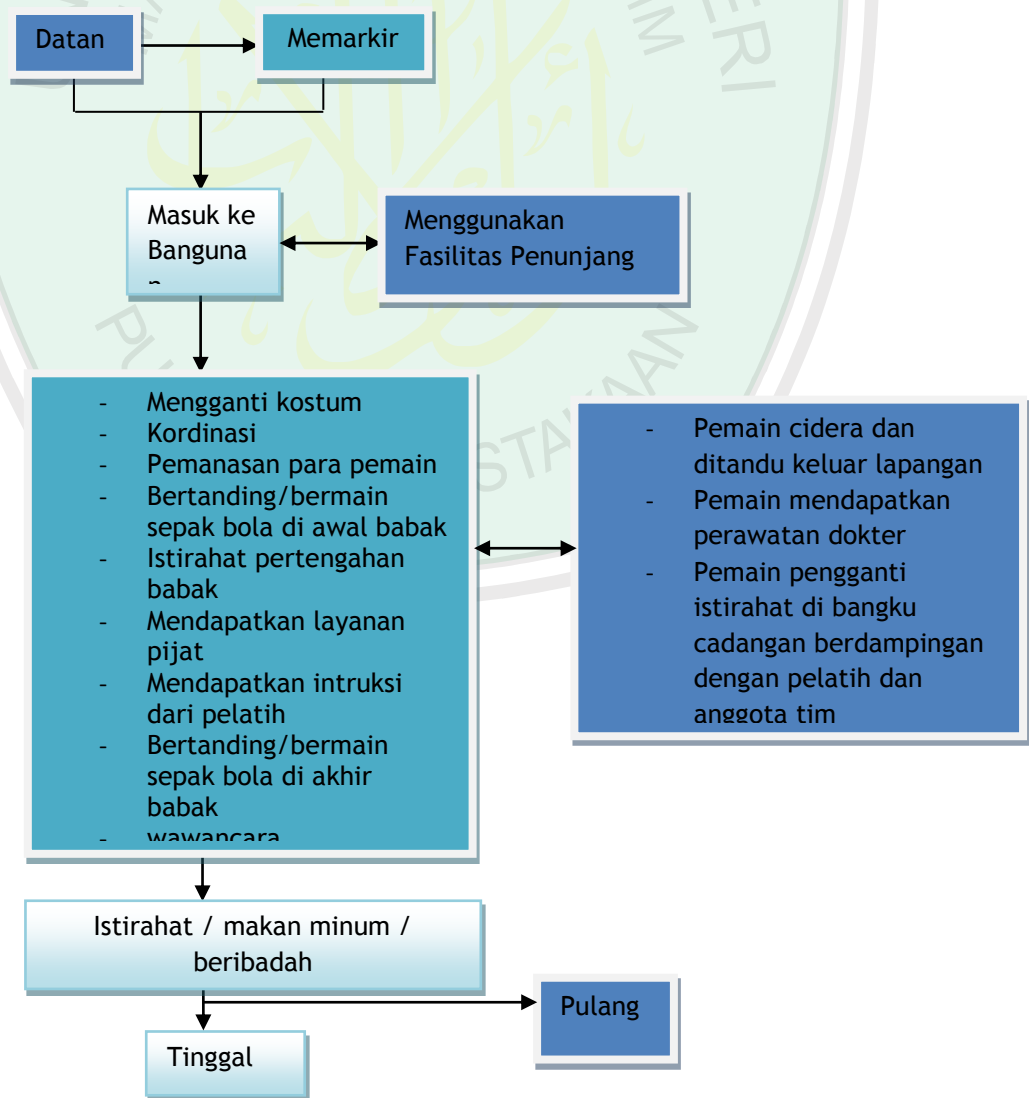 Datan
Memarkir
Masuk ke
Banguna
n
Menggunakan
Fasilitas Penunjang
- Mengganti kostum
- Kordinasi
- Pemanasan para pemain
- Bertanding/bermain
sepak bola di awal babak
- Istirahat pertengahan
babak
- Mendapatkan layanan
pijat
- Mendapatkan intruksi
dari pelatih
- Bertanding/bermain
sepak bola di akhir
babak
- wawancara
- Pemain cidera dan
ditandu keluar lapangan
- Pemain mendapatkan
perawatan dokter
- Pemain pengganti
istirahat di bangku
cadangan berdampingan
dengan pelatih dan
anggota tim
Istirahat / makan minum /
beribadah
Pulang
Tinggal